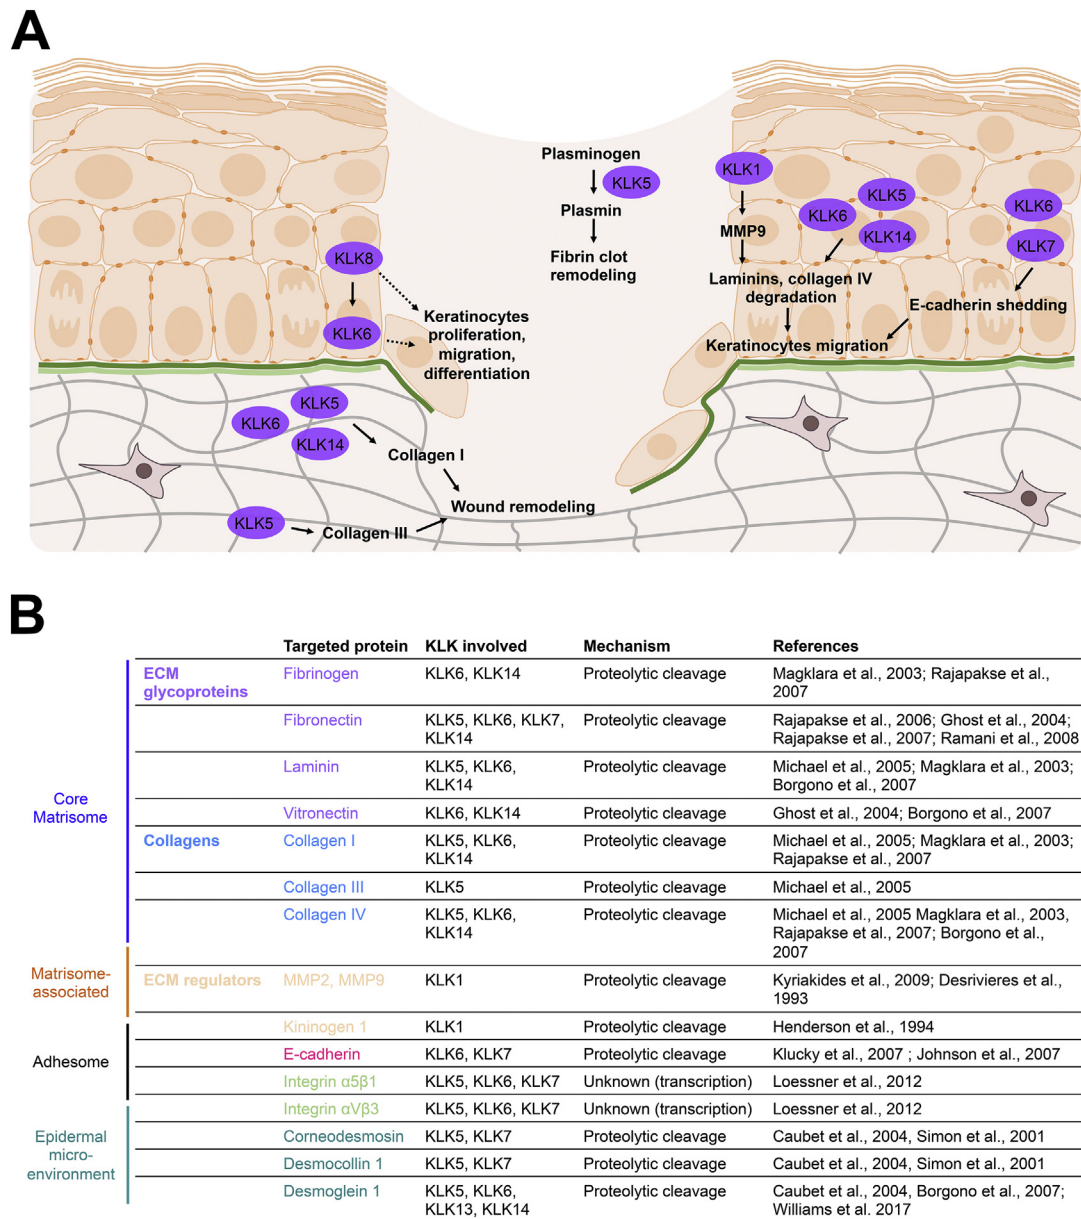 A
Plasminogen
KLK5
Plasmin
Fibrin clot
remodeling
KLK1
MMP9
KLK5
KLK6
KLK14
Laminins, collagen IV
degradation
KLK6
KLK7
E-cadherin shedding
Keratinocytes migration
KLK8
KLK6
Keratinocytes
proliferation,
migration,
differentiation
KLK5
KLK6
KLK14
Collagen I
Wound remodeling
KLK5
Collagen III
B
Targeted protein KLK involved Mechanism References
Core
Matrisome
ECM
glycoproteins
Fibrinogen KLK6, KLK14 Proteolytic cleavage Magklara et al., 2003; Rajapakse et al.,
2007
Fibronectin KLK5, KLK6, KLK7, Proteolytic cleavage Rajapakse et al., 2006; Ghost et al., 2004;
KLK14 Rajapakse et al., 2007; Ramani et al., 2008
Laminin KLK5, KLK6, Proteolytic cleavage Michael et al., 2005; Magklara et al., 2003;
KLK14 Borgono et al., 2007
Vitronectin KLK6, KLK14 Proteolytic cleavage Ghost et al., 2004; Borgono et al., 2007
Collagens Collagen I KLK5, KLK6, Proteolytic cleavage Michael et al., 2005; Magklara et al., 2003;
KLK14 Rajapakse et al., 2007
Collagen III KLK5 Proteolytic cleavage Michael et al., 2005
Collagen IV KLK5, KLK6, Proteolytic cleavage Michael et al., 2005 Magklara et al., 2003,
KLK14 Rajapakse et al., 2007; Borgono et al.,
2007
Matrisome-
associated
ECM regulators MMP2, MMP9 KLK1 Proteolytic cleavage Kyriakides et al., 2009; Desrivieres et al.,
1993
Kininogen 1 KLK1 Proteolytic cleavage Henderson et al., 1994
Adhesome
E-cadherin KLK6, KLK7 Proteolytic cleavage Klucky et al., 2007 ; Johnson et al., 2007
Integrin α5β1 KLK5, KLK6, KLK7 Unknown (transcription) Loessner et al., 2012
Integrin αVβ3 KLK5, KLK6, KLK7 Unknown (transcription) Loessner et al., 2012
Epidermal
micro-
environment
Corneodesmosin KLK5, KLK7 Proteolytic cleavage Caubet et al., 2004, Simon et al., 2001
Desmocollin 1 KLK5, KLK7 Proteolytic cleavage Caubet et al., 2004, Simon et al., 2001
Desmoglein 1 KLK5, KLK6, Proteolytic cleavage Caubet et al., 2004, Borgono et al., 2007;
KLK13, KLK14 Williams et al. 2017